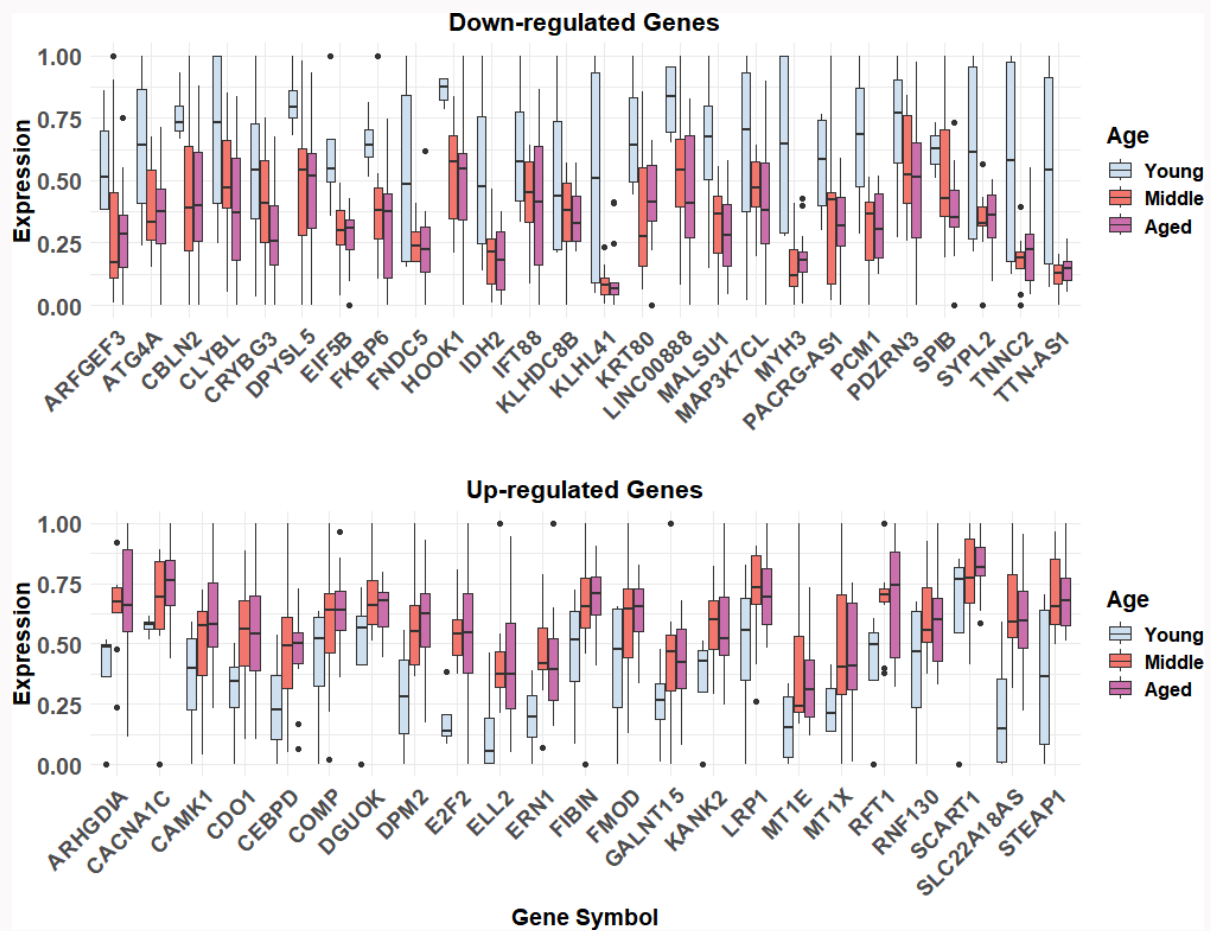 Down-regulated Genes
Expression
1.00
0.75
0.50
0.25
0.00
ARFGEF3
ATG4A
CBLN2
CLYBL
CRYBG3
DPYSL5
EIF5B
FKBP6
FNDC5
HOOK1
IDH2
IFT88
KLHDC8B
KLHL41
KRT80
LINC00888
MALSU1
MAP3K7CL
MYH3
PACRG-AS1
PCM1
PDZRN3
SPIB
SYPL2
TNNC2
TTN-AS1
Age
Young
Middle
Aged
Up-regulated Genes
Expression
1.00
0.75
0.50
0.25
0.00
ARHGDIA
CACNA1C
CAMK1
CDO1
CEBPD
COMP
DGUOK
DPM2
E2F2
ELL2
ERN1
FIBIN
FMOD
GALNT15
KANK2
LRP1
MT1E
MT1X
RFT1
RNF130
SCART1
SLC22A18AS
STEAP1
Age
Young
Middle
Aged
Gene Symbol